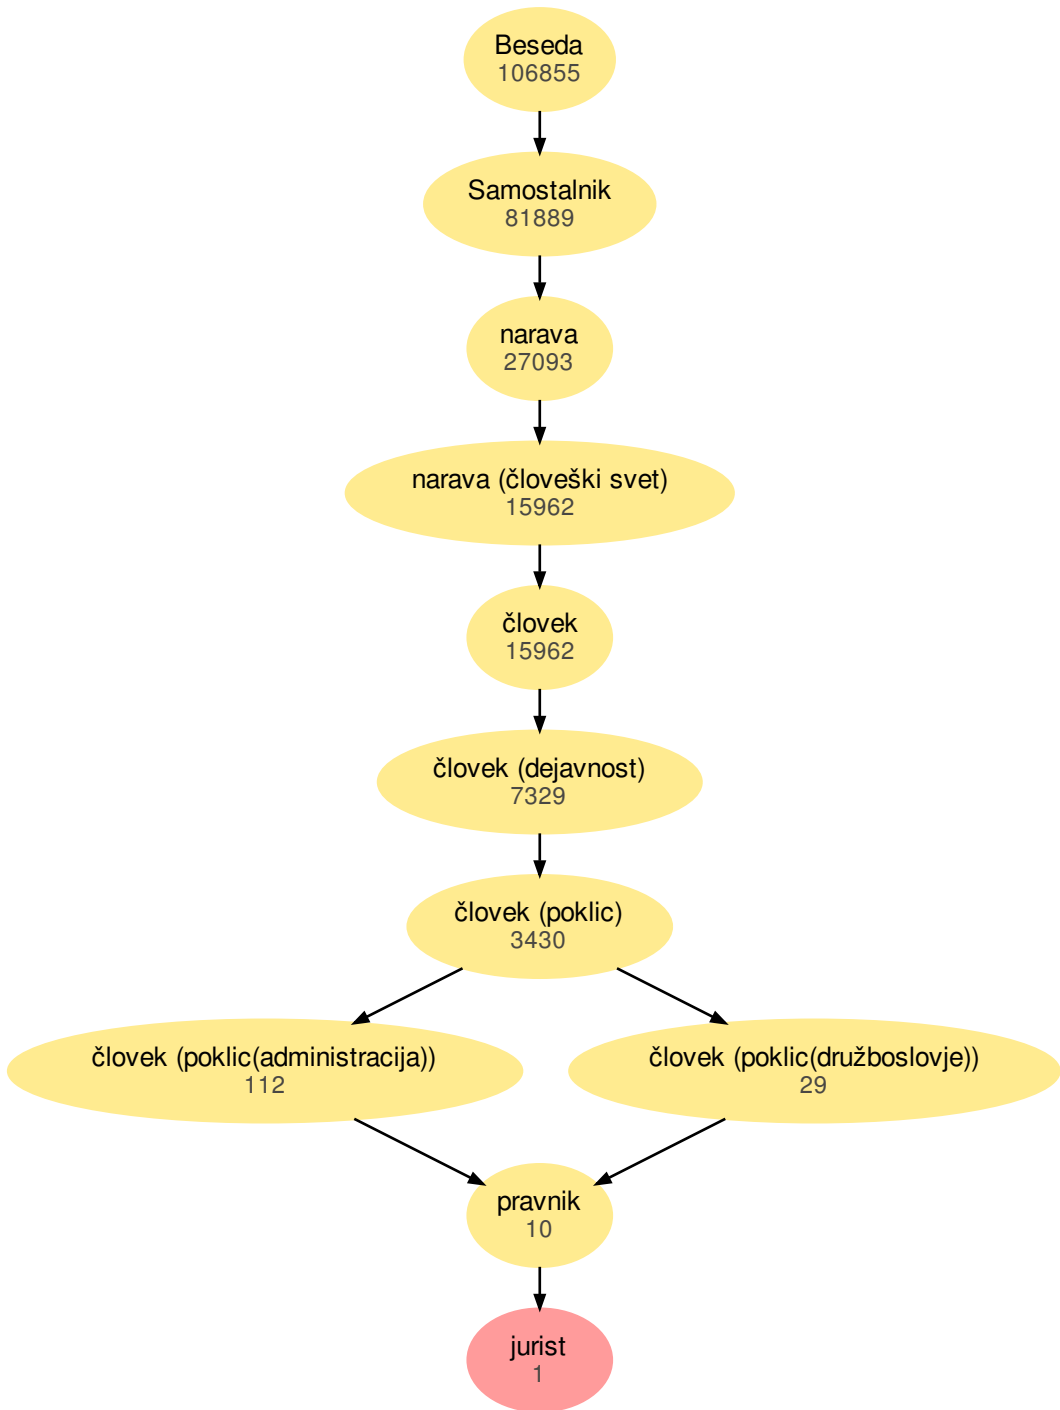 Beseda
106855
Samostalnik
81889
narava
27093
narava (človeški svet)
15962
človek
15962
človek (dejavnost)
7329
človek (poklic)
3430
človek (poklic(administracija))
112
človek (poklic(družboslovje))
29
pravnik
10
jurist
1